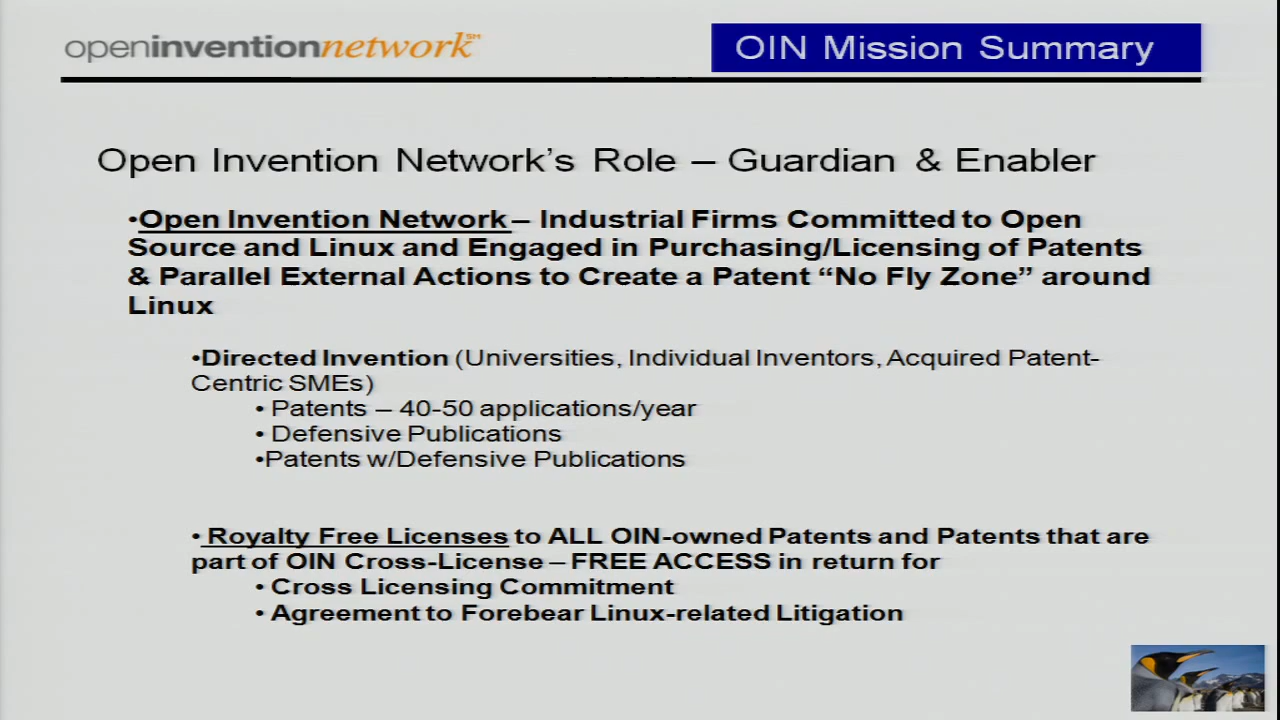 openinventionnetwork℠
OIN Mission Summary
Open Invention Network’s Role – Guardian & Enabler
•Open Invention Network – Industrial Firms Committed to Open
Source and Linux and Engaged in Purchasing/Licensing of Patents
& Parallel External Actions to Create a Patent “No Fly Zone” around
Linux
•Directed Invention (Universities, Individual Inventors, Acquired Patent-
Centric SMEs)
• Patents – 40-50 applications/year
• Defensive Publications
•Patents w/Defensive Publications
• Royalty Free Licenses to ALL OIN-owned Patents and Patents that are
part of OIN Cross-License – FREE ACCESS in return for
• Cross Licensing Commitment
• Agreement to Forebear Linux-related Litigation